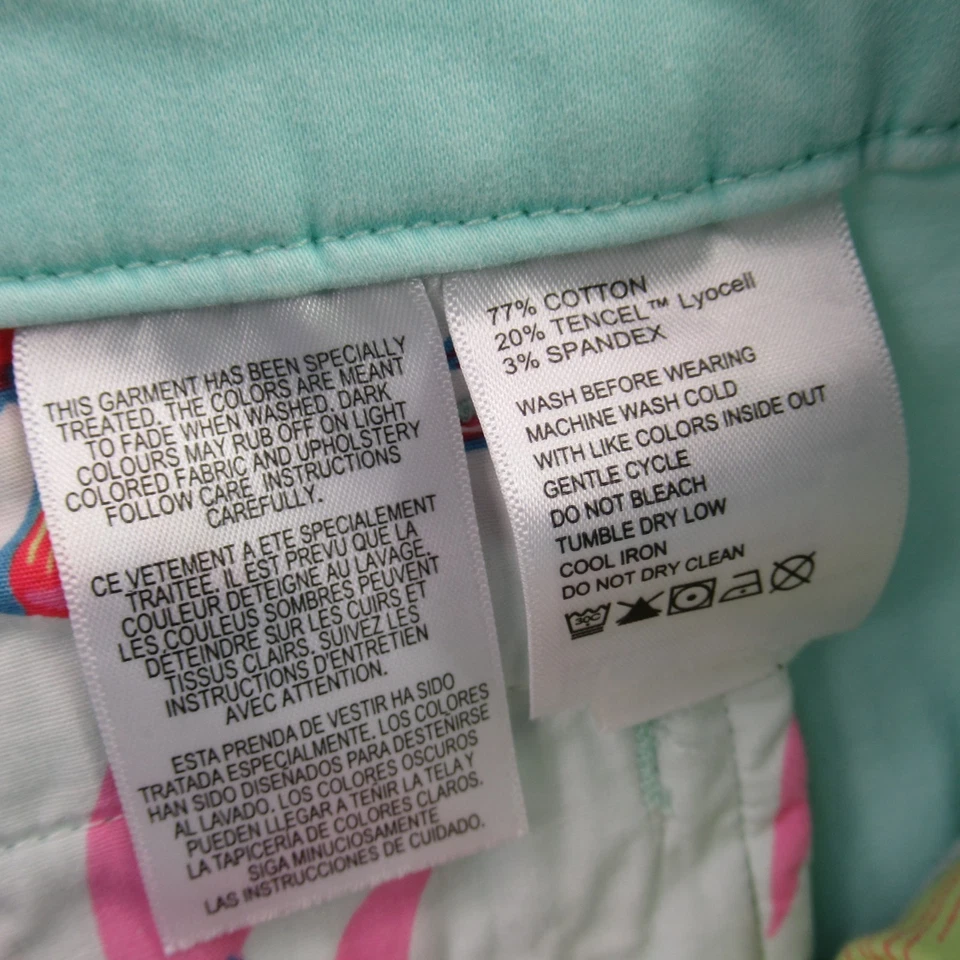 THIS GARMENT HAS BEEN SPECIALLY
TREATED. THE COLORS ARE MEANT
TO FADE WHEN WASHED. DARK
COLOURS MAY RUB OFF ON LIGHT
COLORED FABRIC AND UPHOLSTERY
FOLLOW CARE INSTRUCTIONS
CAREFULLY.
CE VETEMENT A ETE SPECIALEMENT
TRAITEE. IL EST PREVU QUE LA
COULEUR DETEIGNE AU LAVAGE.
LES COULEUS SOMBRES PEUVENT
DETEINDRE SUR LES CUIRS ET
TISSUS CLAIRS. SUIVEZ LES
INSTRUCTIONS D'ENTRETIEN
AVEC ATTENTION.
ESTA PRENDA DE VESTIR HA SIDO
TRATADA ESPECIALMENTE. LOS COLORES
HAN SIDO DISEÑADOS PARA DESTEÑIRSE
AL LAVADO. LOS COLORES OSCUROS
PUEDEN LLEGAR A TEÑIR LA TELA Y
LA TAPICERÍA DE COLORES CLAROS.
SIGA MINUCIOSAMENTE
LAS INSTRUCCIONES DE CUIDADO.
77% COTTON
20% TENCEL™ Lyocell
3% SPANDEX
WASH BEFORE WEARING
MACHINE WASH COLD
WITH LIKE COLORS INSIDE OUT
GENTLE CYCLE
DO NOT BLEACH
TUMBLE DRY LOW
COOL IRON
DO NOT DRY CLEAN
30C